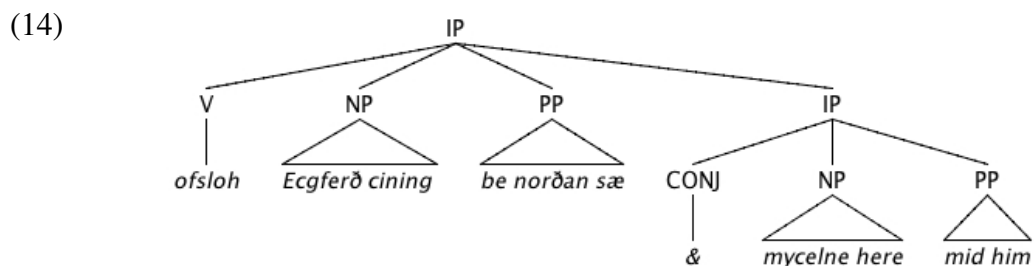 (14)
IP
V NP PP IP
ofsloh Ecgferð cining be norðan sæ CONJ NP PP
& mycelne here mid him